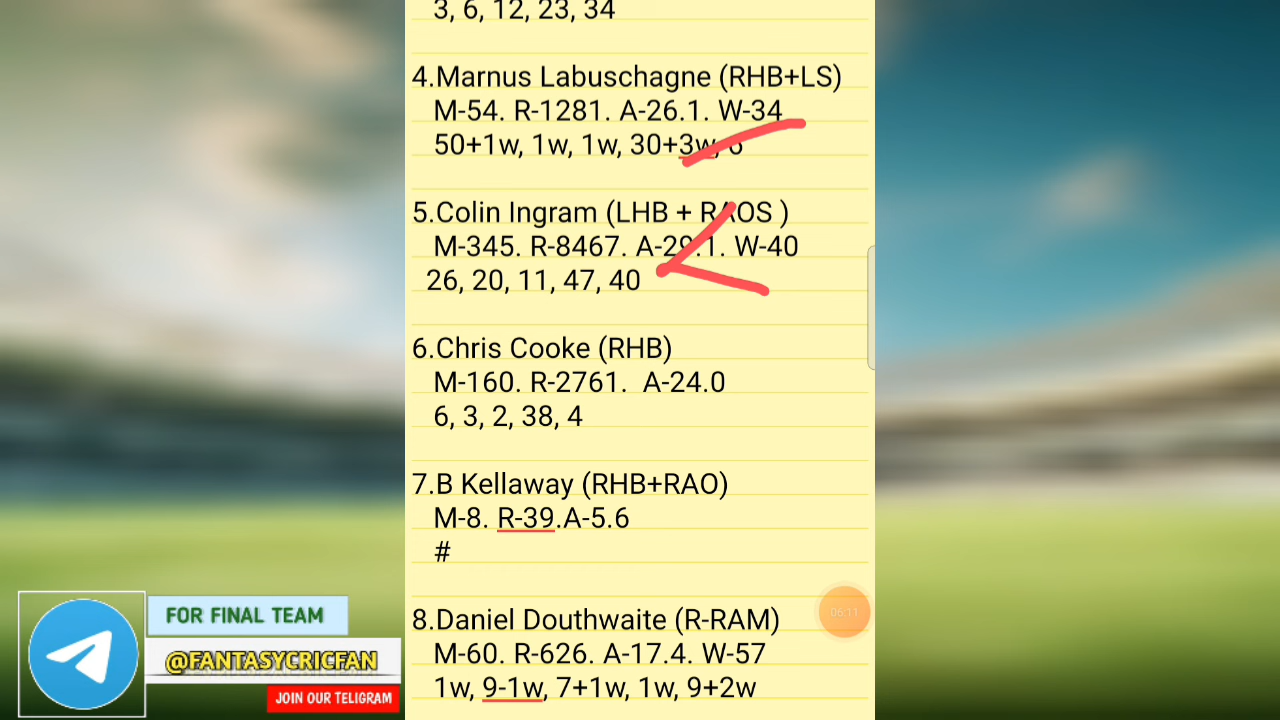 3, 6, 12, 23, 34
4.Marnus Labuschagne (RHB+LS)
M-54. R-1281. A-26.1. W-34
50+1w, 1w, 1w, 30+3w, 6
5.Colin Ingram (LHB + RAOS )
M-345. R-8467. A-29.1. W-40
26, 20, 11, 47, 40
6.Chris Cooke (RHB)
M-160. R-2761. A-24.0
6, 3, 2, 38, 4
7.B Kellaway (RHB+RAO)
M-8. R-39.A-5.6
#
8.Daniel Douthwaite (R-RAM)
M-60. R-626. A-17.4. W-57
1w, 9-1w, 7+1w, 1w, 9+2w
06:11
FOR FINAL TEAM
@FANTASYCRICFAN
JOIN OUR TELIGRAM